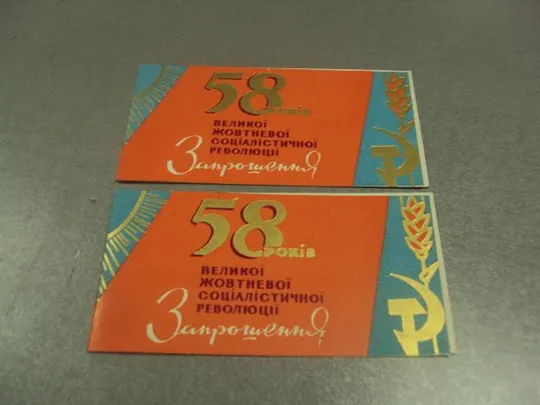 58
РОКІВ
ВЕЛИКОЇ
ЖОВТНЕВОЇ
СОЦІАЛІСТИЧНОЇ
РЕВОЛЮЦІЇ
Запрошення
58
РОКІВ
ВЕЛИКОЇ
ЖОВТНЕВОЇ
СОЦІАЛІСТИЧНОЇ
РЕВОЛЮЦІЇ
Запрошення